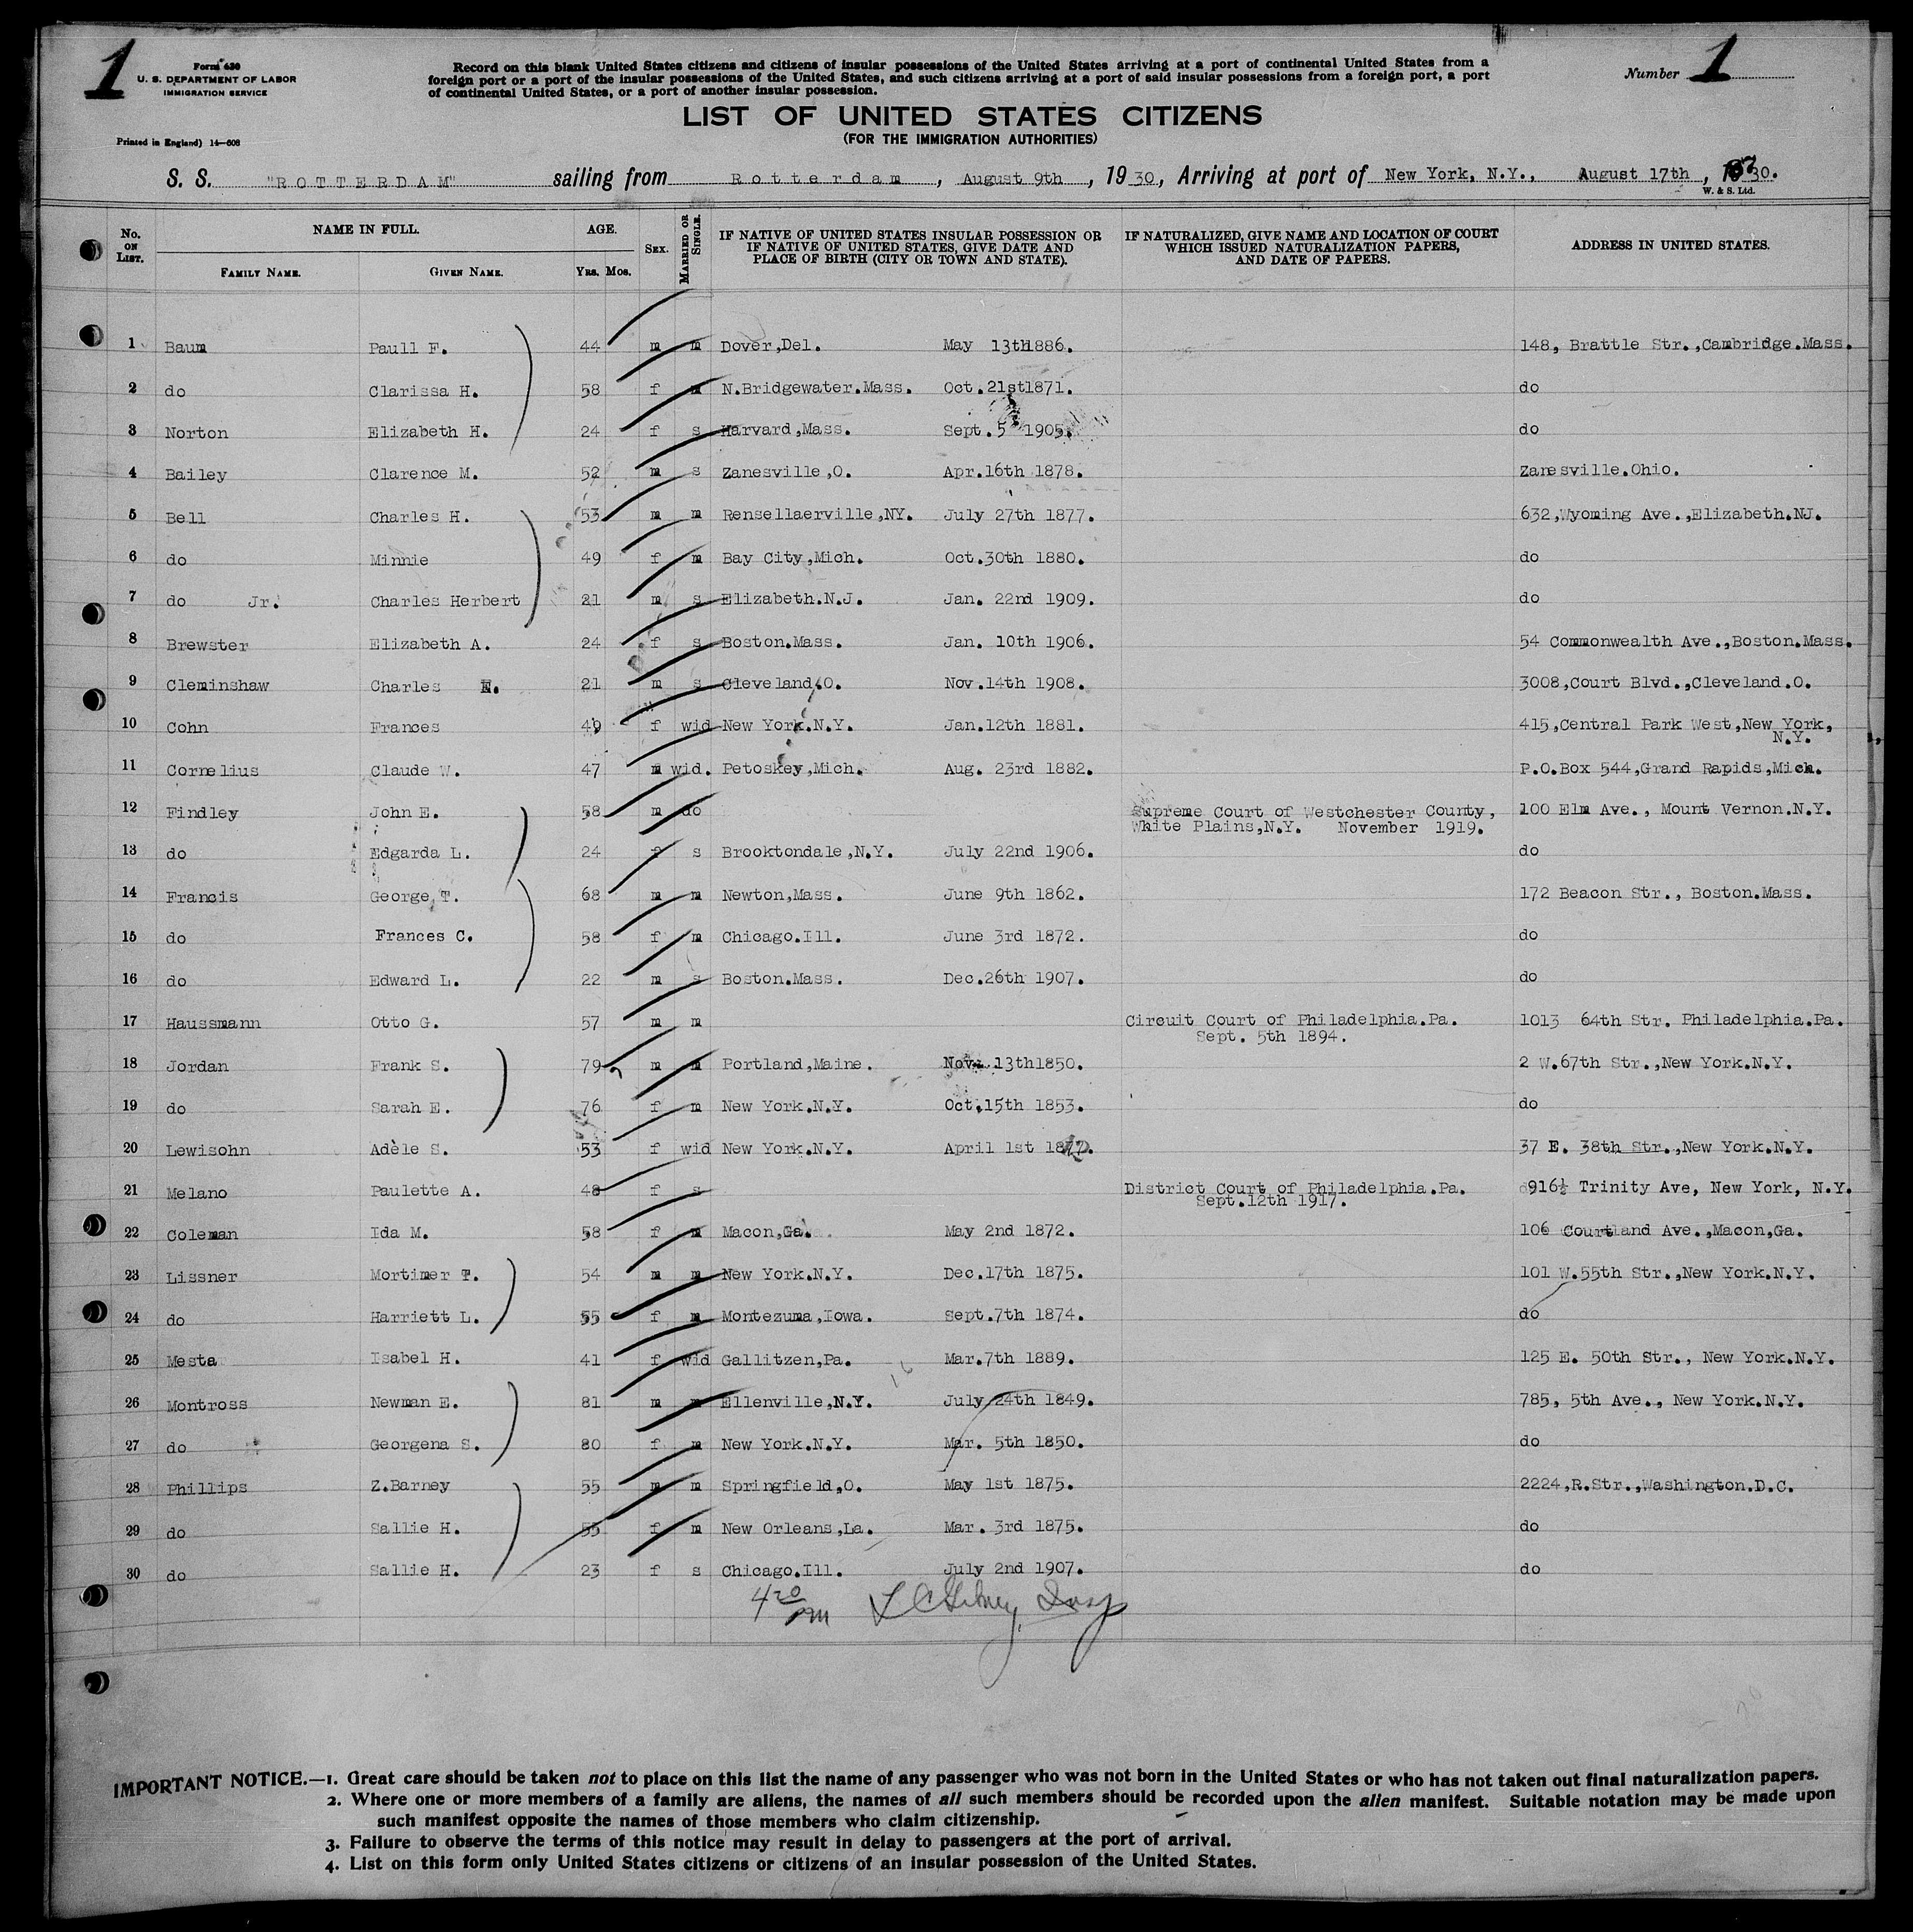 1
Form 630
U. S. DEPARTMENT OF LABOR
IMMIGRATION SERVICE
Printed in England) 14—608
Record on this blank United States citizens and citizens of insular possessions of the United States arriving at a port of continental United States from a
foreign port or a port of the insular possessions of the United States, and such citizens arriving at a port of said insular possessions from a foreign port, a port
of continental United States, or a port of another insular possession.
Number 1
LIST OF UNITED STATES CITIZENS
(FOR THE IMMIGRATION AUTHORITIES)
S. S. "ROTTERDAM" sailing from Rotterdam, August 9th, 1930, Arriving at port of New York, N.Y., August 17th, 1930.
W. & S. Ltd.
No. ON LIST. NAME IN FULL. FAMILY NAME. GIVEN NAME. AGE. YRS. MOS. SEX. MARRIED OR SINGLE. IF NATIVE OF UNITED STATES INSULAR POSSESSION OR IF NATIVE OF UNITED STATES, GIVE DATE AND PLACE OF BIRTH (CITY OR TOWN AND STATE). IF NATURALIZED, GIVE NAME AND LOCATION OF COURT WHICH ISSUED NATURALIZATION PAPERS, AND DATE OF PAPERS. ADDRESS IN UNITED STATES.
1 Baum Paull F. 44 m m Dover,Del. May 13th1886. 148, Brattle Str.,Cambridge.Mass.
2 do Clarissa H. 58 f m N.Bridgewater.Mass. Oct.21st1871. do
3 Norton Elizabeth H. 24 f s Harvard,Mass. Sept.5 1905. do
4 Bailey Clarence M. 52 m s Zanesville,O. Apr.16th 1878. Zanesville.Ohio.
5 Bell Charles H. 53 m m Rensellaerville,NY. July 27th 1877. 632,Wyoming Ave.,Elizabeth.NJ.
6 do Minnie 49 f m Bay City,Mich. Oct.30th 1880. do
7 do Jr. Charles Herbert 21 m s Elizabeth.N.J. Jan. 22nd 1909. do
8 Brewster Elizabeth A. 24 f s Boston.Mass. Jan. 10th 1906. 54 Commonwealth Ave.,Boston.Mass.
9 Cleminshaw Charles E. 21 m s Cleveland.O. Nov.14th 1908. 3008,Court Blvd.,Cleveland.O.
10 Cohn Frances 49 f wid New York.N.Y. Jan.12th 1881. 415,Central Park West,New York,
N.Y.
11 Cornelius Claude W. 47 m wid. Petoskey,Mich. Aug. 23rd 1882. P.O.Box 544,Grand Rapids,Mich.
12 Findley John E. 58 m do Supreme Court of Westchester County, 100 Elm Ave., Mount Vernon.N.Y.
White Plains,N.Y. November 1919.
13 do Edgarda L. 24 f s Brooktondale,N.Y. July 22nd 1906. do
14 Francis George T. 68 m m Newton,Mass. June 9th 1862. 172 Beacon Str., Boston.Mass.
15 do Frances C. 58 f m Chicago.Ill. June 3rd 1872. do
16 do Edward L. 22 m s Boston.Mass. Dec.26th 1907. do
17 Haussmann Otto G. 57 m m Circuit Court of Philadelphia.Pa. 1013 64th Str. Philadelphia.Pa.
Sept. 5th 1894.
18 Jordan Frank S. 79 m m Portland,Maine. Nov. 13th1850. 2 W.67th Str.,New York.N.Y.
19 do Sarah E. 76 f m New York.N.Y. Oct.15th 1853. do
20 Lewisohn Adèle S. 53 f wid New York.N.Y. April 1st 37 E. 38th Str.,New York.N.Y.
21 Melano Paulette A. 48 f s District Court of Philadelphia.Pa. 916½ Trinity Ave, New York, N.Y.
Sept.12th 1917.
22 Coleman Ida M. 58 f m Macon,Ga. May 2nd 1872. 106 Courtland Ave.,Macon,Ga.
23 Lissner Mortimer T. 54 m m New York.N.Y. Dec.17th 1875. 101 W.55th Str.,New York.N.Y.
24 do Harriett L. 55 f m Montezuma,Iowa. Sept.7th 1874. do
25 Mesta Isabel H. 41 f wid Gallitzen,Pa. Mar.7th 1889. 125 E. 50th Str., New York.N.Y.
26 Montross Newman E. 81 m m Ellenville,N.Y. July 24th 1849. 785, 5th Ave., New York.N.Y.
27 do Georgena S. 80 f m New York.N.Y. Mar. 5th 1850. do
28 Phillips Z.Barney 55 m m Springfield,O. May 1st 1875. 2224,R.Str.,Washington.D.C.
29 do Sallie H. 55 f m New Orleans,La. Mar. 3rd 1875. do
30 do Sallie H. 23 f s Chicago.Ill. July 2nd 1907. do
4 20 pm
IMPORTANT NOTICE.—1. Great care should be taken not to place on this list the name of any passenger who was not born in the United States or who has not taken out final naturalization papers.
2. Where one or more members of a family are aliens, the names of all such members should be recorded upon the alien manifest. Suitable notation may be made upon
such manifest opposite the names of those members who claim citizenship.
3. Failure to observe the terms of this notice may result in delay to passengers at the port of arrival.
4. List on this form only United States citizens or citizens of an insular possession of the United States.